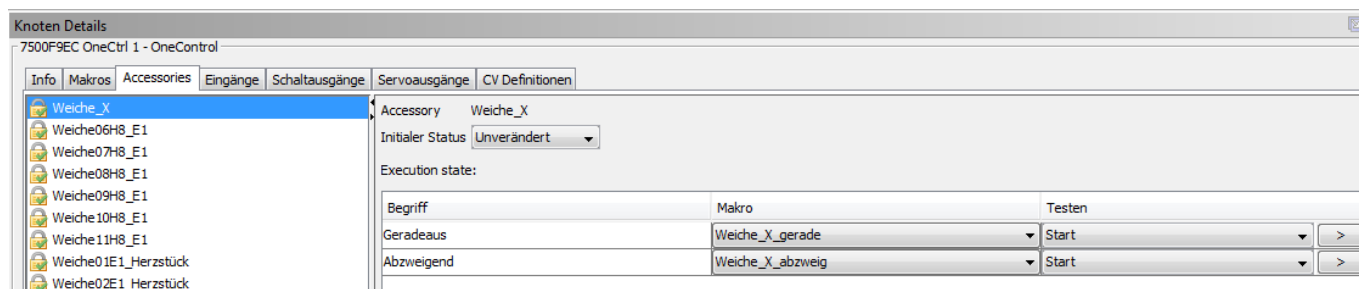 Knoten Details
7500F9EC OneCtrl 1 - OneControl
Info Makros Accessories Eingänge Schaltausgänge Servoausgänge CV Definitionen
Weiche_X
Weiche06H8_E1
Weiche07H8_E1
Weiche08H8_E1
Weiche09H8_E1
Weiche10H8_E1
Weiche11H8_E1
Weiche01E1_Herzstück
Weiche02E1_Herzstück
Accessory Weiche_X
Initialer Status Unverändert
Execution state:
Begriff Makro Testen
Geradeaus Weiche_X_gerade Start >
Abzweigend Weiche_X_abzweig Start >